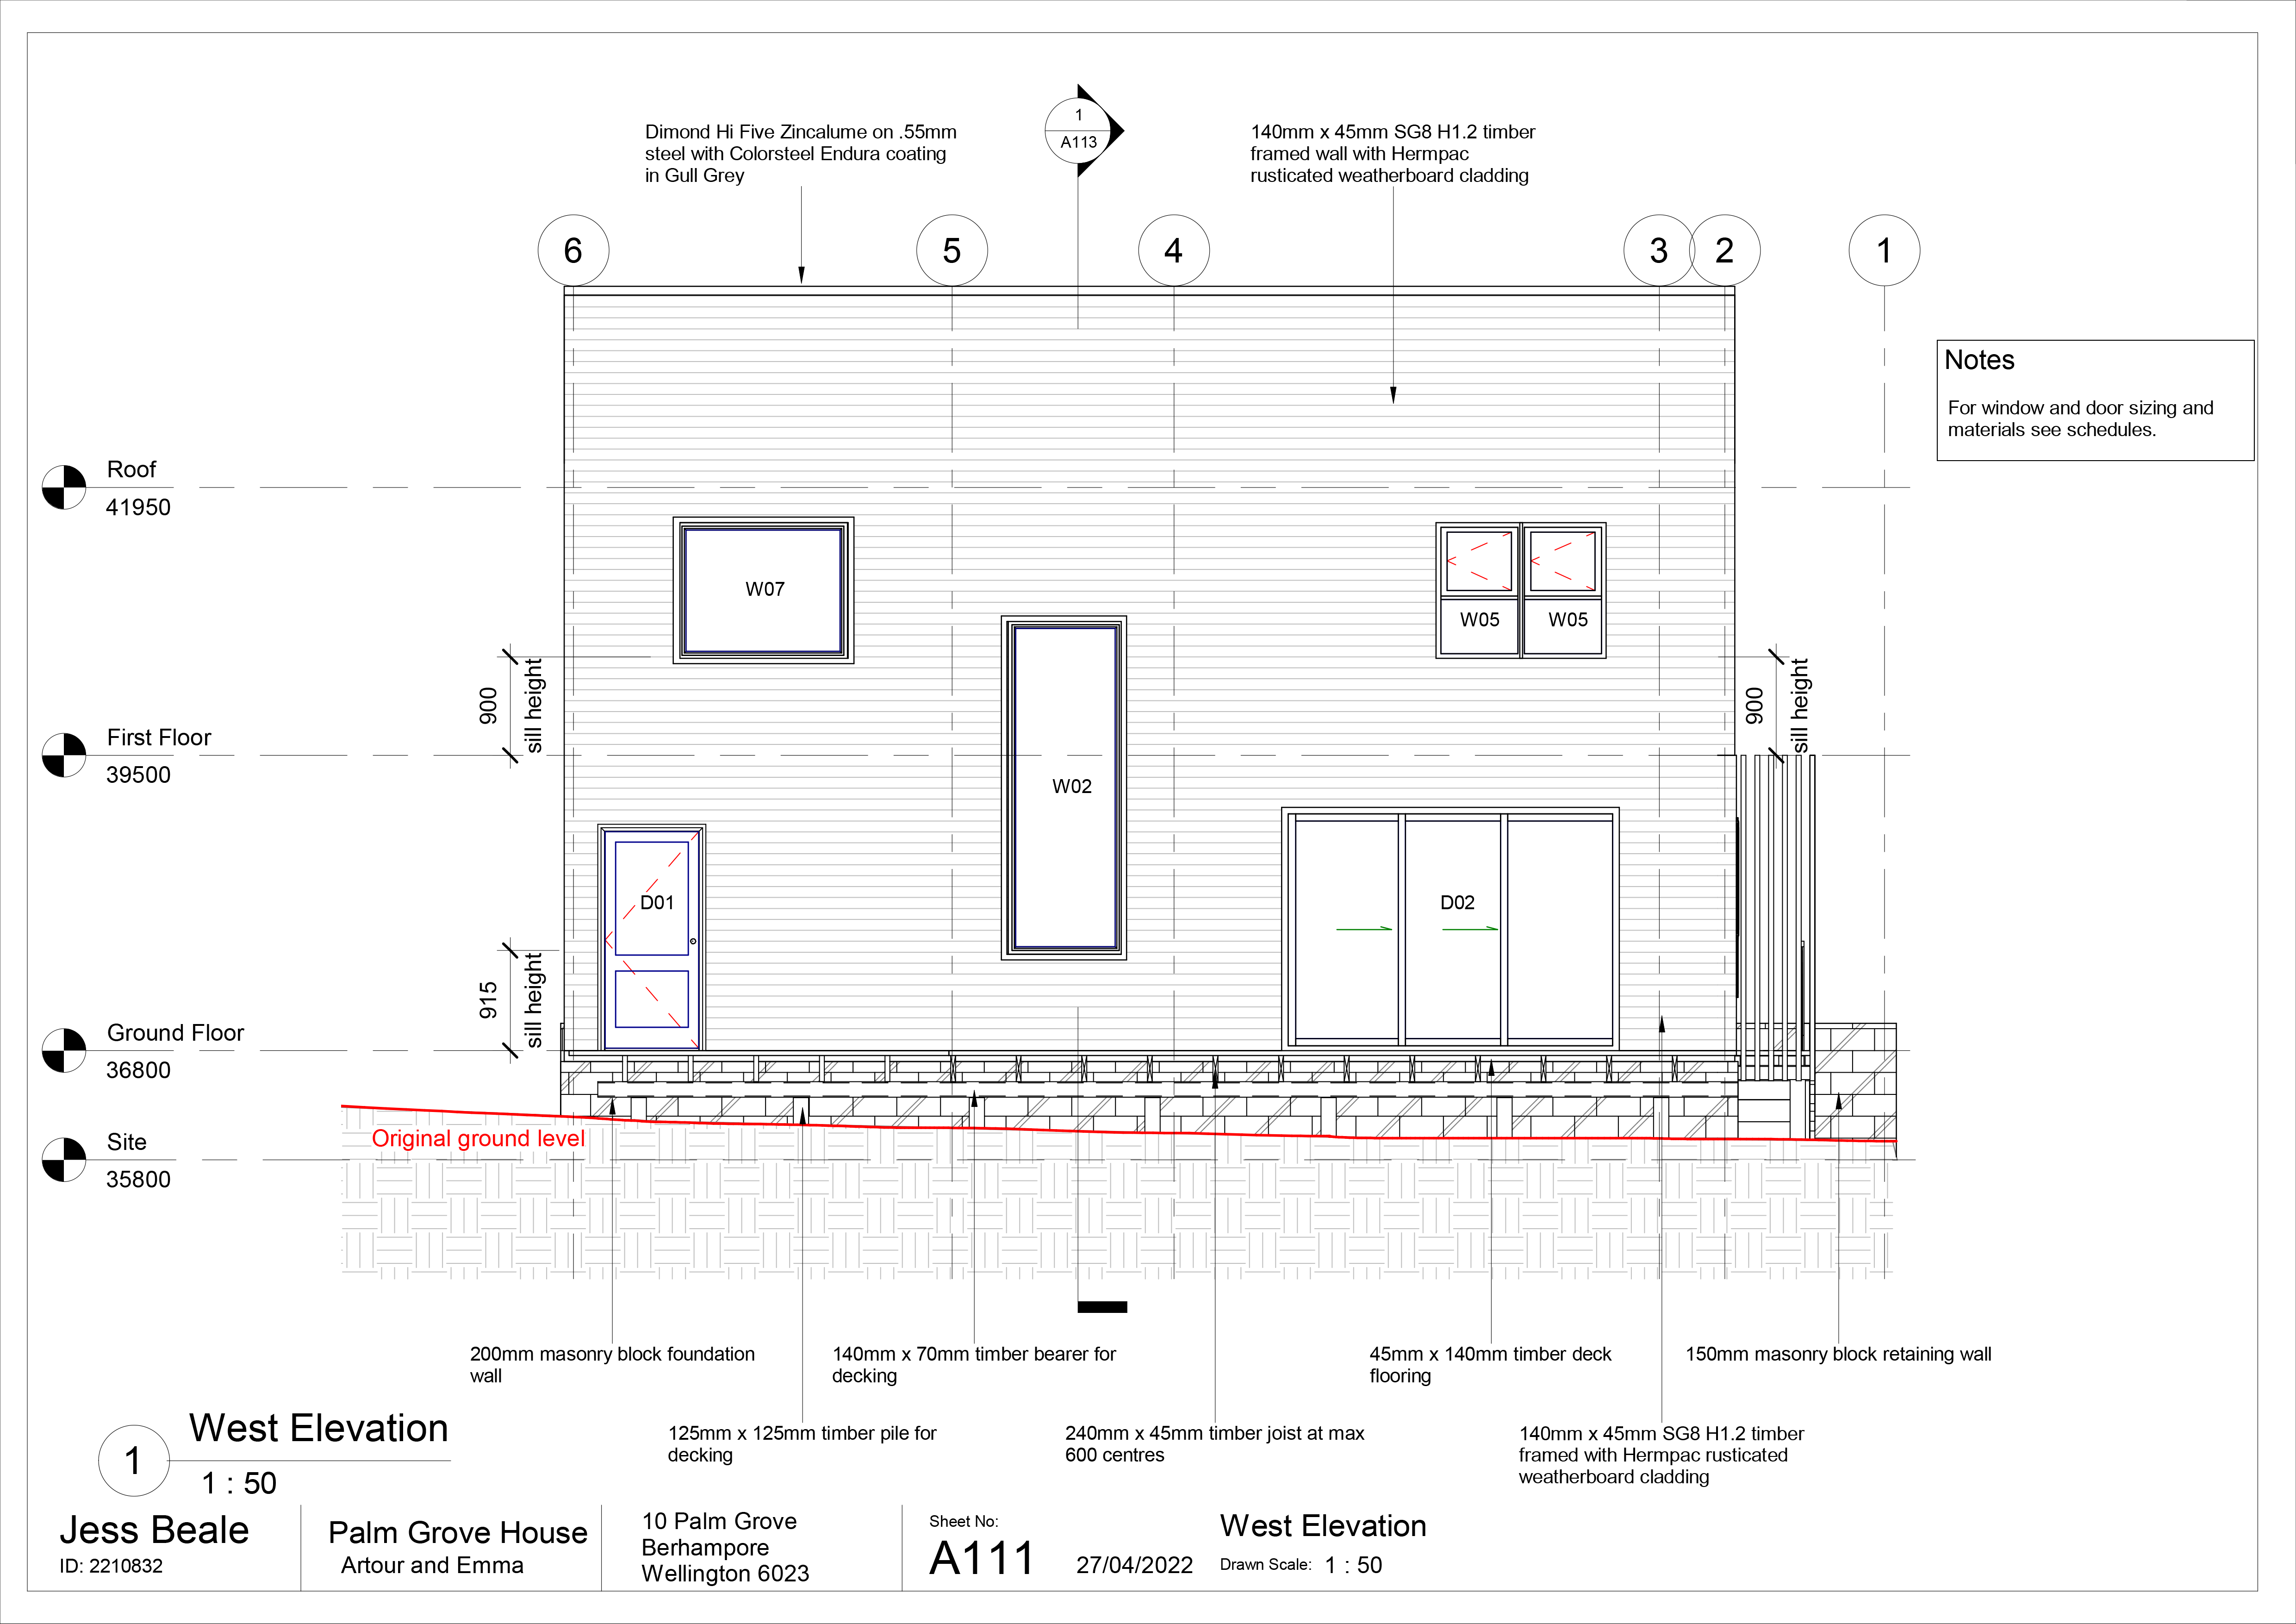 Dimond Hi Five Zincalume on .55mm
steel with Colorsteel Endura coating
in Gull Grey
1
A113
140mm x 45mm SG8 H1.2 timber
framed wall with Hermpac
rusticated weatherboard cladding
6
5
4
3
2
1
Notes
For window and door sizing and
materials see schedules.
Roof
41950
W07
W05
W05
900
sill height
900
sill height
First Floor
39500
W02
D01
D02
915
sill height
Ground Floor
36800
Original ground level
Site
35800
200mm masonry block foundation
wall
140mm x 70mm timber bearer for
decking
45mm x 140mm timber deck
flooring
150mm masonry block retaining wall
125mm x 125mm timber pile for
decking
240mm x 45mm timber joist at max
600 centres
140mm x 45mm SG8 H1.2 timber
framed with Hermpac rusticated
weatherboard cladding
1
West Elevation
1 : 50
Jess Beale
ID: 2210832
Palm Grove House
Artour and Emma
10 Palm Grove
Berhampore
Wellington 6023
Sheet No:
A111
27/04/2022
West Elevation
Drawn Scale: 1 : 50